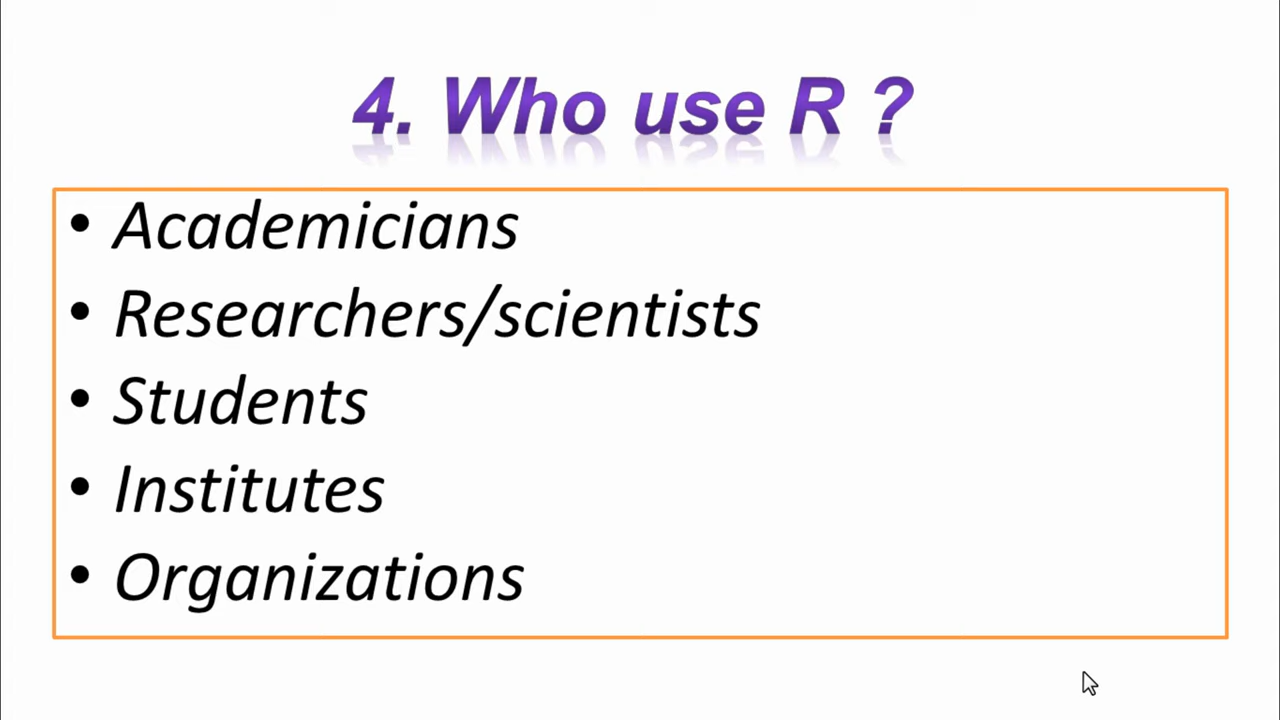 4. Who use R ?
• Academicians
• Researchers/scientists
• Students
• Institutes
• Organizations